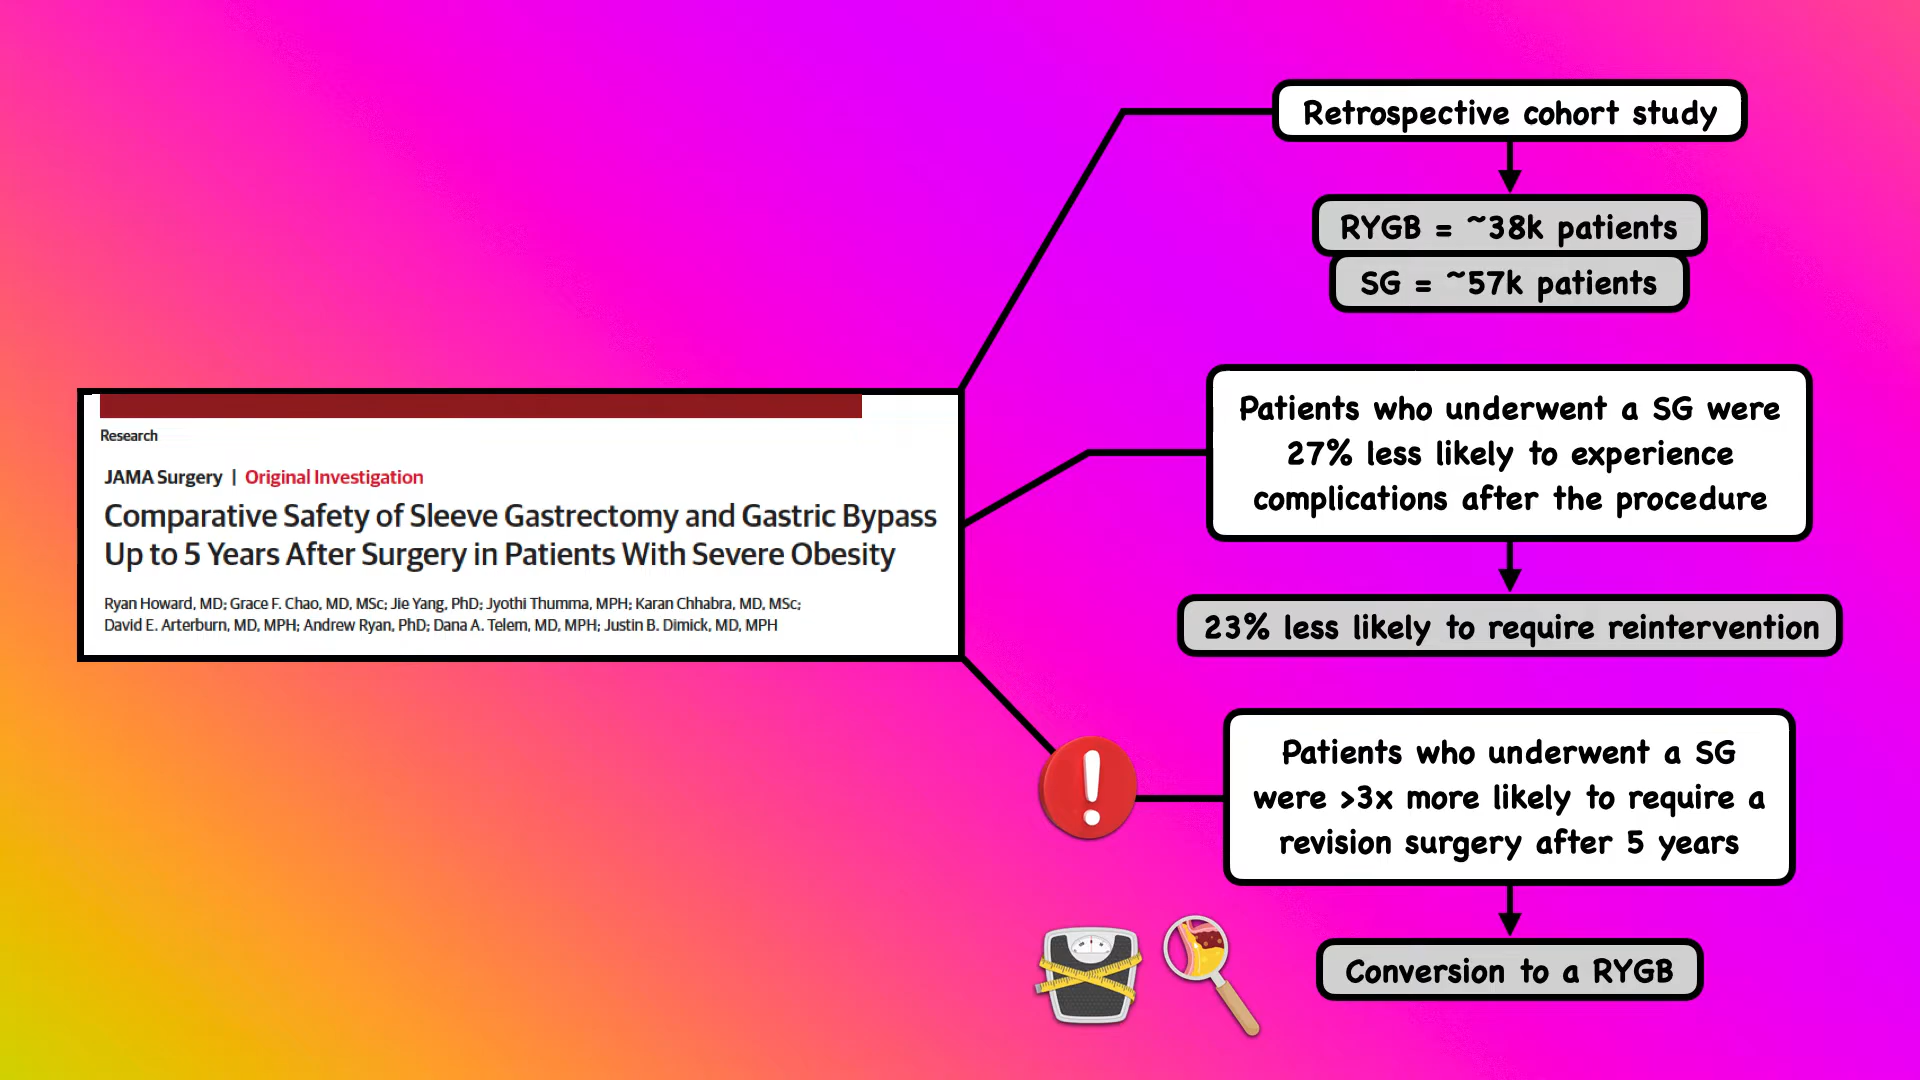 Research
JAMA Surgery | Original Investigation
Comparative Safety of Sleeve Gastrectomy and Gastric Bypass
Up to 5 Years After Surgery in Patients With Severe Obesity
Ryan Howard, MD; Grace F. Chao, MD, MSc; Jie Yang, PhD; Jyothi Thumma, MPH; Karan Chhabra, MD, MSc;
David E. Arterburn, MD, MPH; Andrew Ryan, PhD; Dana A. Telem, MD, MPH; Justin B. Dimick, MD, MPH
Retrospective cohort study
RYGB = ~38k patients
SG = ~57k patients
Patients who underwent a SG were
27% less likely to experience
complications after the procedure
23% less likely to require reintervention
Patients who underwent a SG
were >3x more likely to require a
revision surgery after 5 years
Conversion to a RYGB